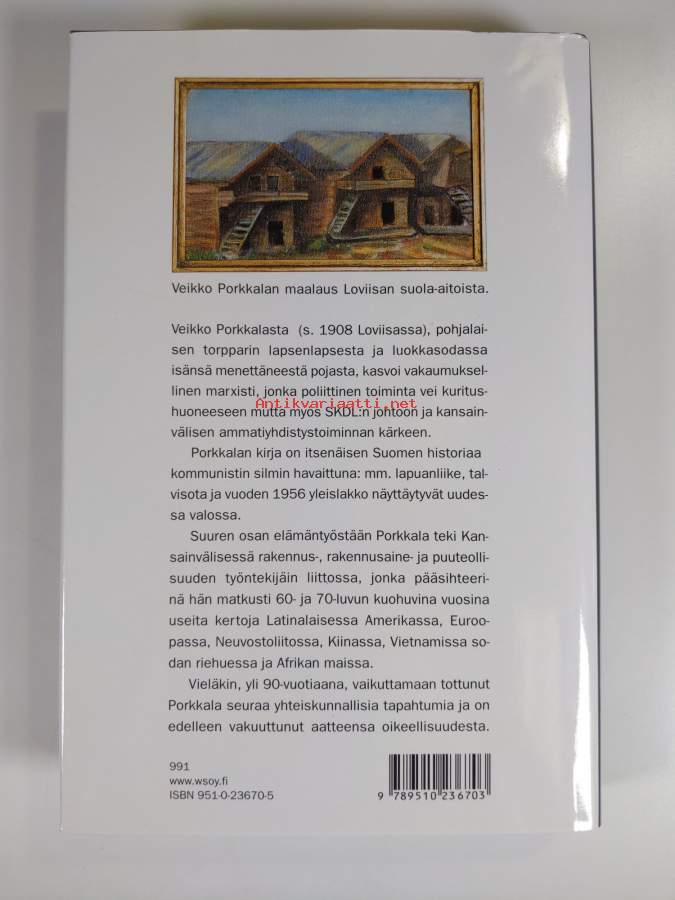 Veikko Porkkalan maalaus Loviisan suola-aitoista.
Veikko Porkkalasta (s. 1908 Loviisassa), pohjalai-
sen torpparin lapsenlapsesta ja luokkasodassa
isänsä menettäneestä pojasta, kasvoi vakaumuksel-
linen marxisti, jonka poliittinen toiminta vei kuritus-
huoneeseen mutta myös SKDL:n johtoon ja kansain-
Antikvariaatti.net
välisen ammatiyhdistystoiminnan kärkeen.
Porkkalan kirja on itsenäisen Suomen historiaa
kommunistin silmin havaittuna: mm. lapuanliike, tal-
visota ja vuoden 1956 yleislakko näyttäytyvät uudes-
sa valossa.
Suuren osan elämäntyöstään Porkkala teki Kan-
sainvälisessä rakennus-, rakennusaine- ja puuteolli-
suuden työntekijäin liittossa, jonka pääsihteeri-
nä hän matkusti 60- ja 70-luvun kuohuvina vuosina
useita kertoja Latinalaisessa Amerikassa, Euroo-
passa, Neuvostoliitossa, Kiinassa, Vietnamissa so-
dan riehuessa ja Afrikan maissa.
Vieläkin, yli 90-vuotiaana, vaikuttamaan tottunut
Porkkala seuraa yhteiskunnallisia tapahtumia ja on
edelleen vakuuttunut aatteensa oikeellisuudesta.
991
www.wsoy.fi
ISBN 951-0-23670-5
9 789510 236703